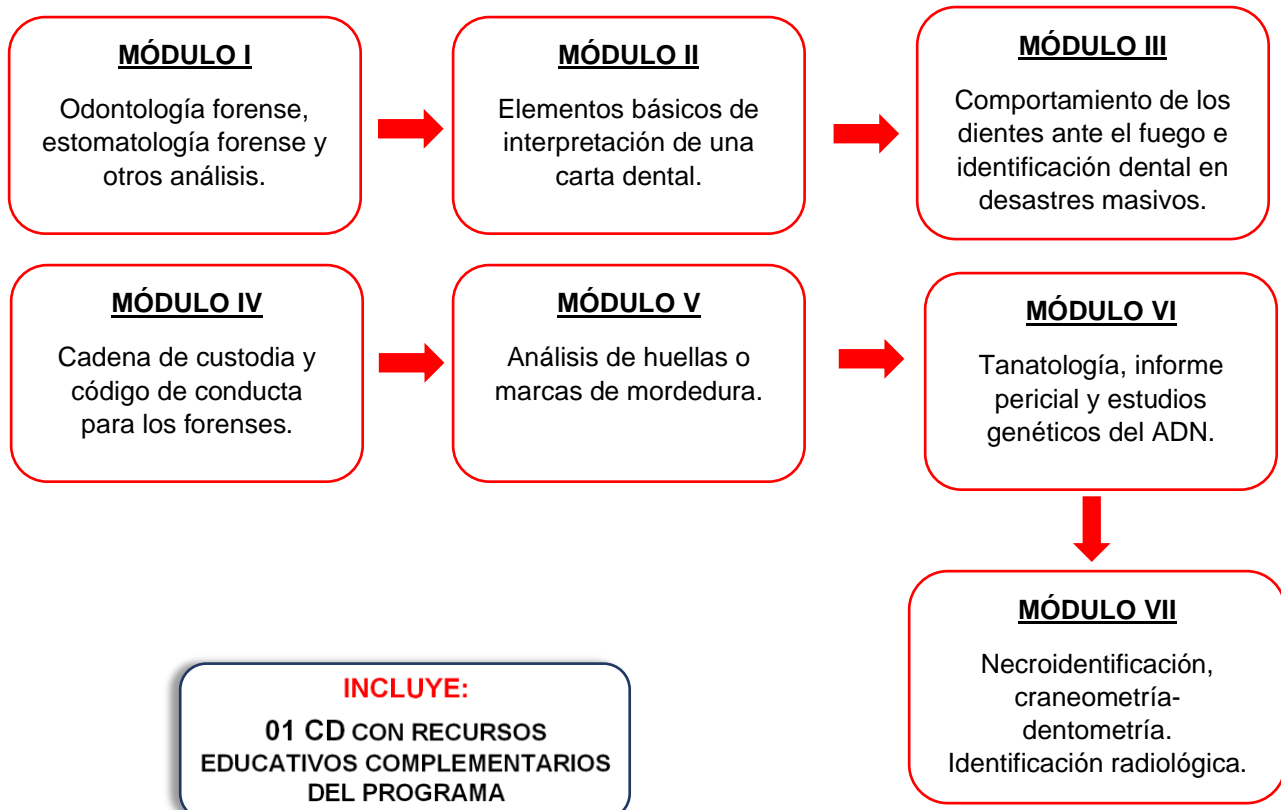 MÓDULO I
Odontología forense,
estomatología forense y
otros análisis.
MÓDULO II
Elementos básicos de
interpretación de una
carta dental.
MÓDULO III
Comportamiento de los
dientes ante el fuego e
identificación dental en
desastres masivos.
MÓDULO IV
Cadena de custodia y
código de conducta
para los forenses.
MÓDULO V
Análisis de huellas o
marcas de mordedura.
MÓDULO VI
Tanatología, informe
pericial y estudios
genéticos del ADN.
MÓDULO VII
Necroidentificación,
craneometría-
dentometría.
Identificación radiológica.
INCLUYE:
01 CD CON RECURSOS
EDUCATIVOS COMPLEMENTARIOS
DEL PROGRAMA